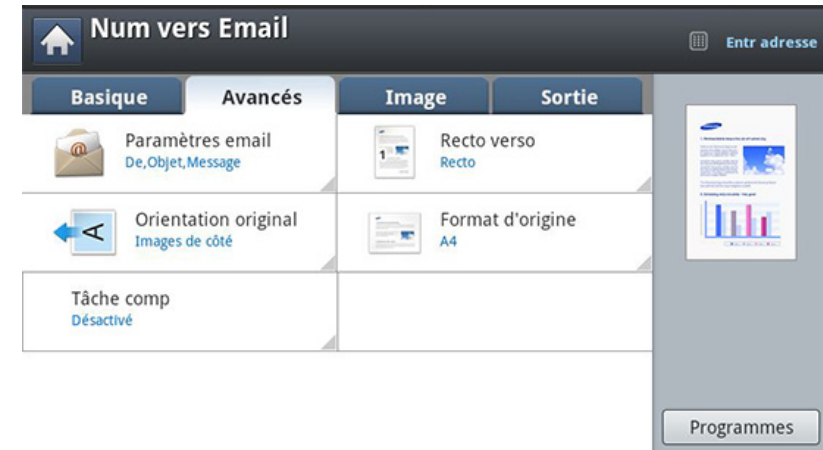 Num vers Email
Entr adresse
Basique
Avancés
Image
Sortie
Paramètres email
De,Objet,Message
Recto verso
Recto
Orientation original
Images de côté
Format d'origine
A4
Tâche comp
Désactivé
Programmes